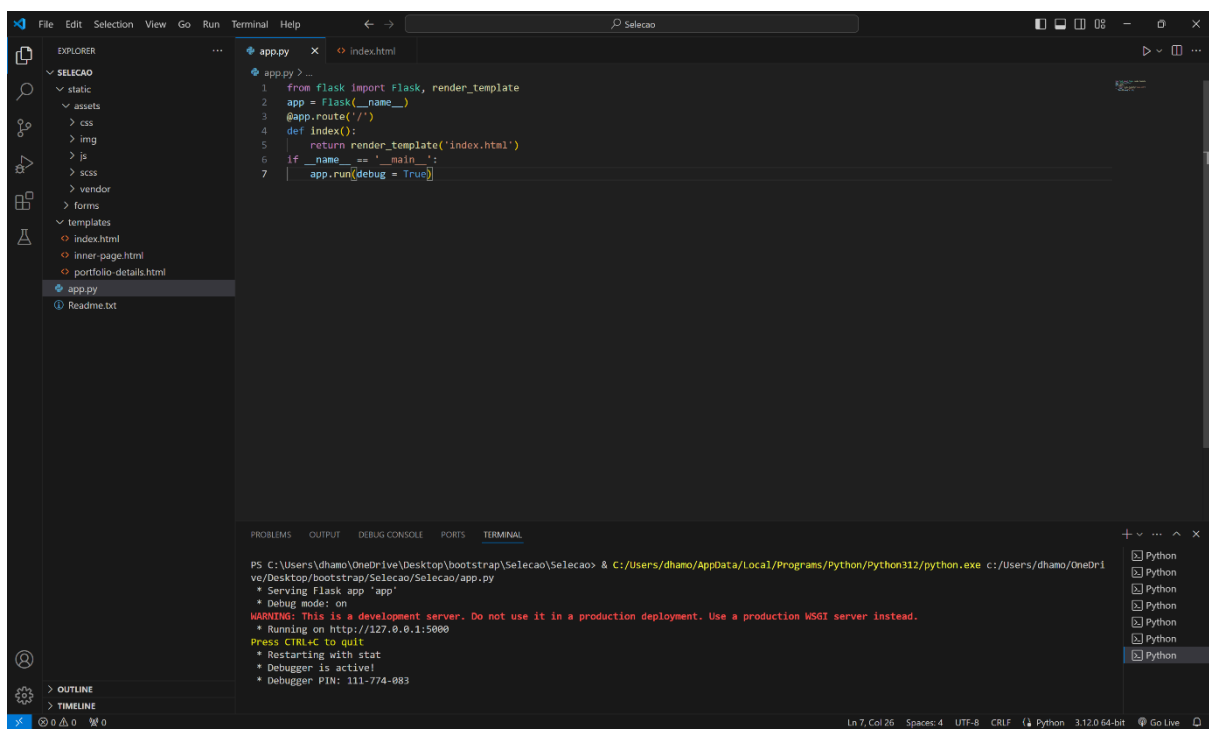 File Edit Selection View Go Run Terminal Help
Selecao
EXPLORER
SELECAO
static
assets
css
img
js
scss
vendor
forms
templates
index.html
inner-page.html
portfolio-details.html
app.py
Readme.txt
OUTLINE
TIMELINE
app.py index.html
app.py > ...
1 from flask import Flask, render_template
2 app = Flask(__name__)
3 @app.route('/')
4 def index():
5 return render_template('index.html')
6 if __name__ == '__main__':
7 app.run(debug = True)
PROBLEMS OUTPUT DEBUG CONSOLE PORTS TERMINAL
PS C:\Users\dhamo\OneDrive\Desktop\bootstrap\Selecao\Selecao> & C:/Users/dhamo/AppData/Local/Programs/Python/Python312/python.exe c:/Users/dhamo/OneDri
ve/Desktop/bootstrap/Selecao/Selecao/app.py
* Serving Flask app 'app'
* Debug mode: on
WARNING: This is a development server. Do not use it in a production deployment. Use a production WSGI server instead.
* Running on http://127.0.0.1:5000
Press CTRL+C to quit
* Restarting with stat
* Debugger is active!
* Debugger PIN: 111-774-083
Python
Python
Python
Python
Python
Python
Python
0 0 0
Ln 7, Col 26 Spaces: 4 UTF-8 CRLF Python 3.12.0 64-bit Go Live